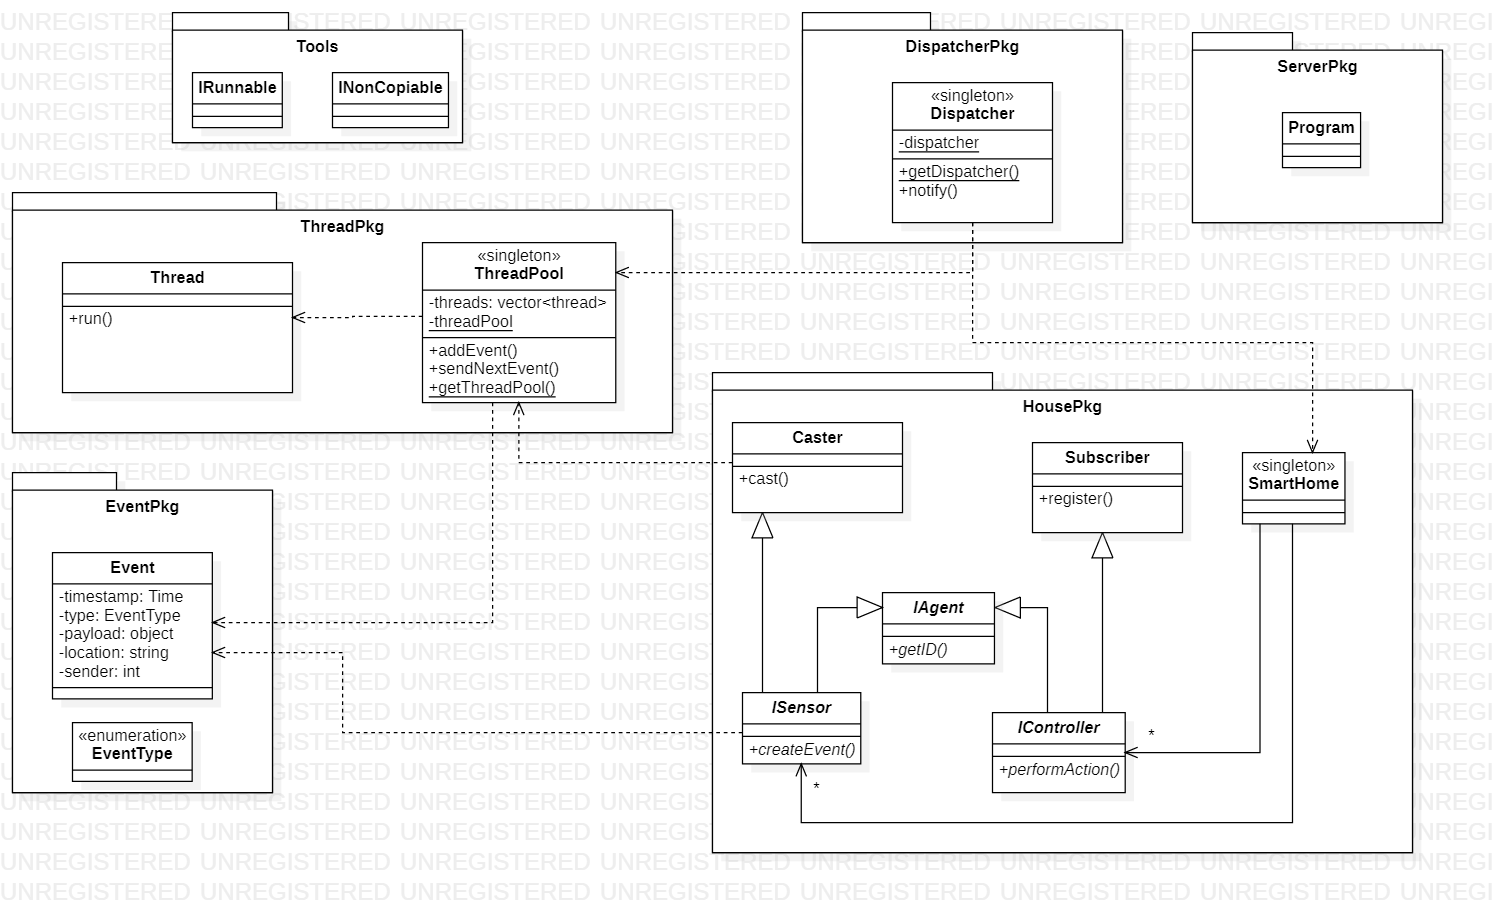 Tools
IRunnable
INonCopiable
DispatcherPkg
«singleton»
Dispatcher
-dispatcher
+getDispatcher()
+notify()
ServerPkg
Program
ThreadPkg
Thread
+run()
«singleton»
ThreadPool
-threads: vector<thread>
-threadPool
+addEvent()
+sendNextEvent()
+getThreadPool()
EventPkg
Event
-timestamp: Time
-type: EventType
-payload: object
-location: string
-sender: int
«enumeration»
EventType
HousePkg
Caster
+cast()
Subscriber
+register()
«singleton»
SmartHome
IAgent
+getID()
ISensor
+createEvent()
IController
+performAction()
*
*
UNREGISTERED